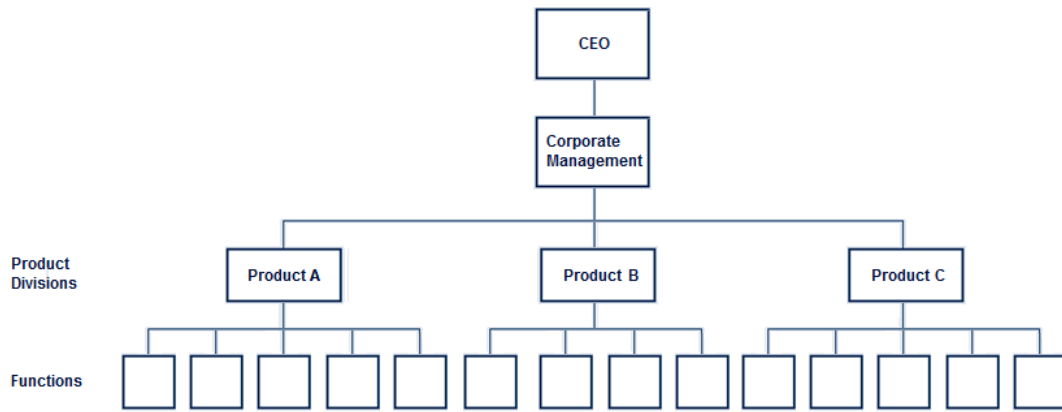 CEO
Corporate
Management
Product
Divisions
Product A
Product B
Product C
Functions